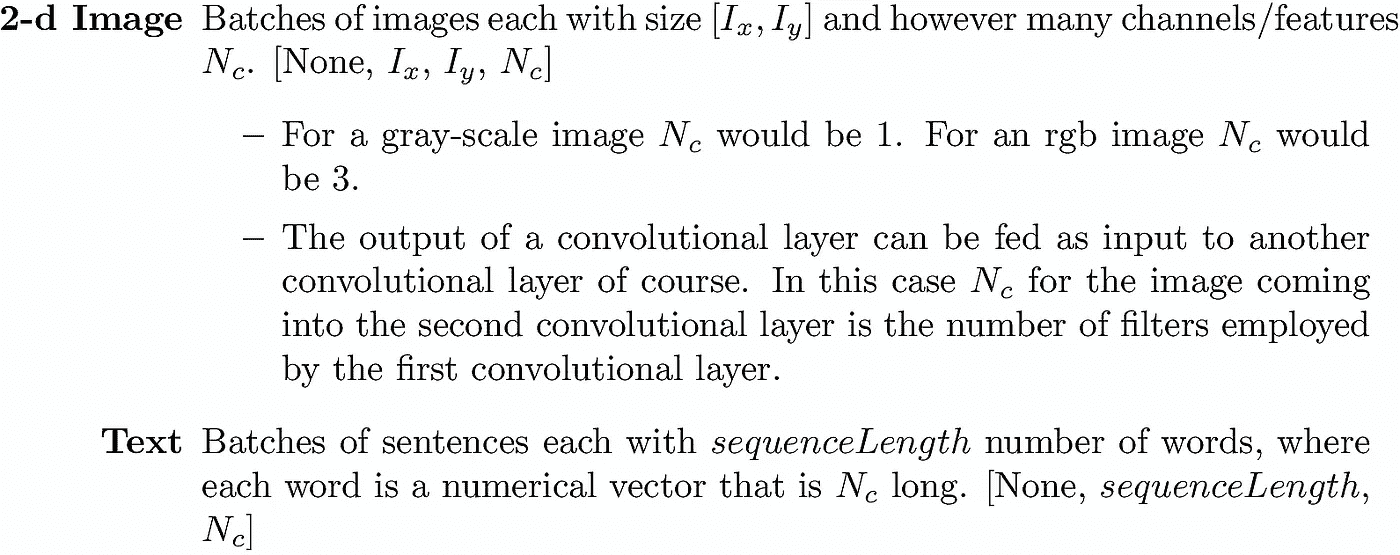 2-d Image Batches of images each with size [I_x, I_y] and however many channels/features
N_c. [None, I_x, I_y, N_c]
– For a gray-scale image N_c would be 1. For an rgb image N_c would
be 3.
– The output of a convolutional layer can be fed as input to another
convolutional layer of course. In this case N_c for the image coming
into the second convolutional layer is the number of filters employed
by the first convolutional layer.
Text Batches of sentences each with sequenceLength number of words, where
each word is a numerical vector that is N_c long. [None, sequenceLength,
N_c]